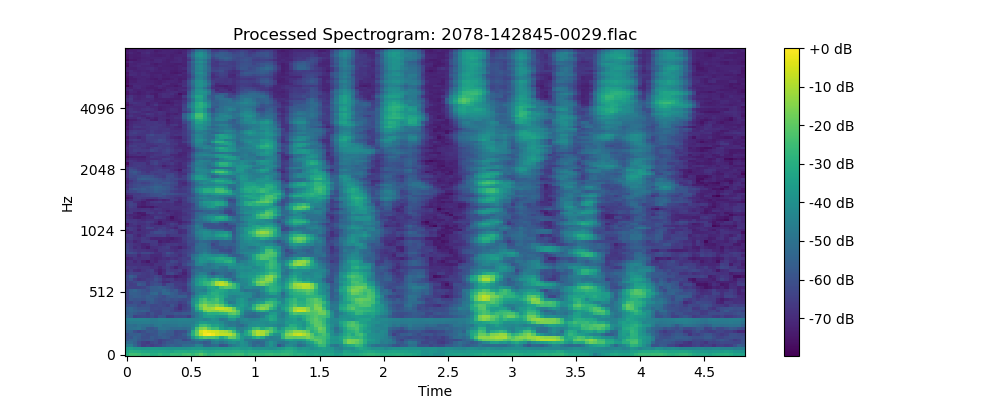 Processed Spectrogram: 2078-142845-0029.flac
+0 dB
4096
-10 dB
-20 dB
2048
-30 dB
Hz
1024
-40 dB
-50 dB
512
-60 dB
-70 dB
0
0 0.5 1 1.5 2 2.5 3 3.5 4 4.5
Time